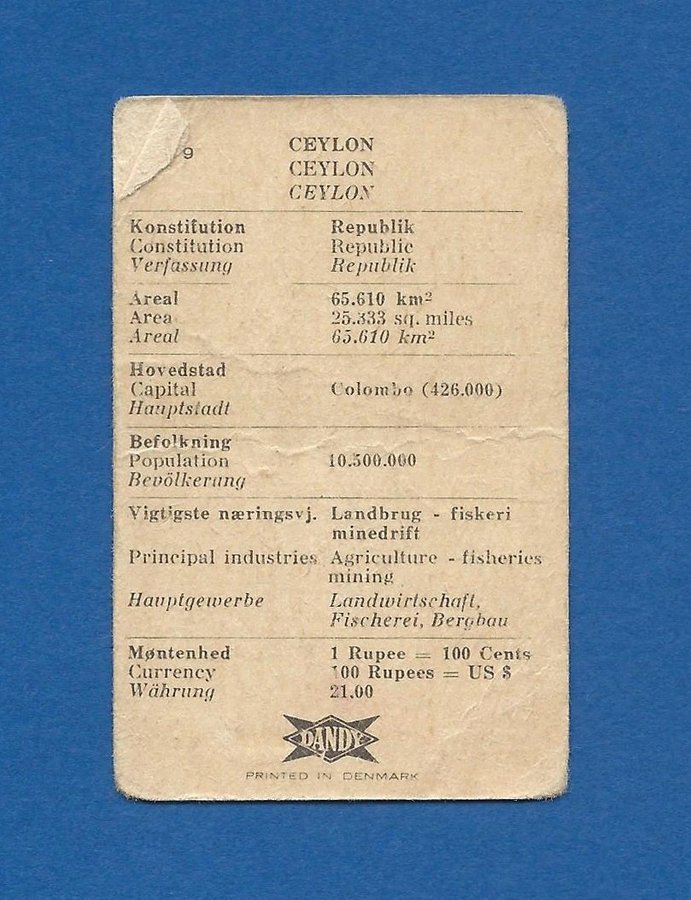 9
CEYLON
CEYLON
CEYLON
Konstitution Republik
Constitution Republic
Verfassung Republik
Areal 65.610 km²
Area 25.333 sq. miles
Areal 65.610 km²
Hovedstad
Capital Colombo (426.000)
Hauptstadt
Befolkning
Population 10.500.000
Bevölkerung
Vigtigste næringsvj. Landbrug - fiskeri
minedrift
Principal industries Agriculture - fisheries
mining
Hauptgewerbe Landwirtschaft,
Fischerei, Bergbau
Møntenhed 1 Rupee = 100 Cents
Currency 100 Rupees = US $
Währung 21.00
DANDY
PRINTED IN DENMARK